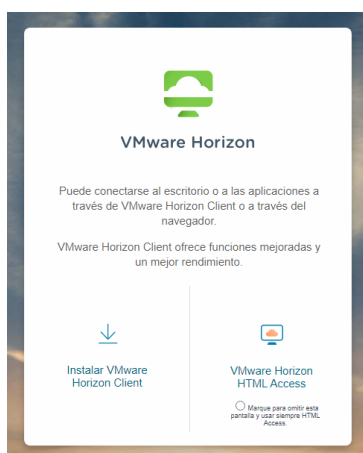 VMware Horizon
Puede conectarse al escritorio o a las aplicaciones a
través de VMware Horizon Client o a través del
navegador.
VMware Horizon Client ofrece funciones mejoradas y
un mejor rendimiento.
Instalar VMware
Horizon Client
VMware Horizon
HTML Access
Marque para omitir esta
pantalla y usar siempre HTML
Access.